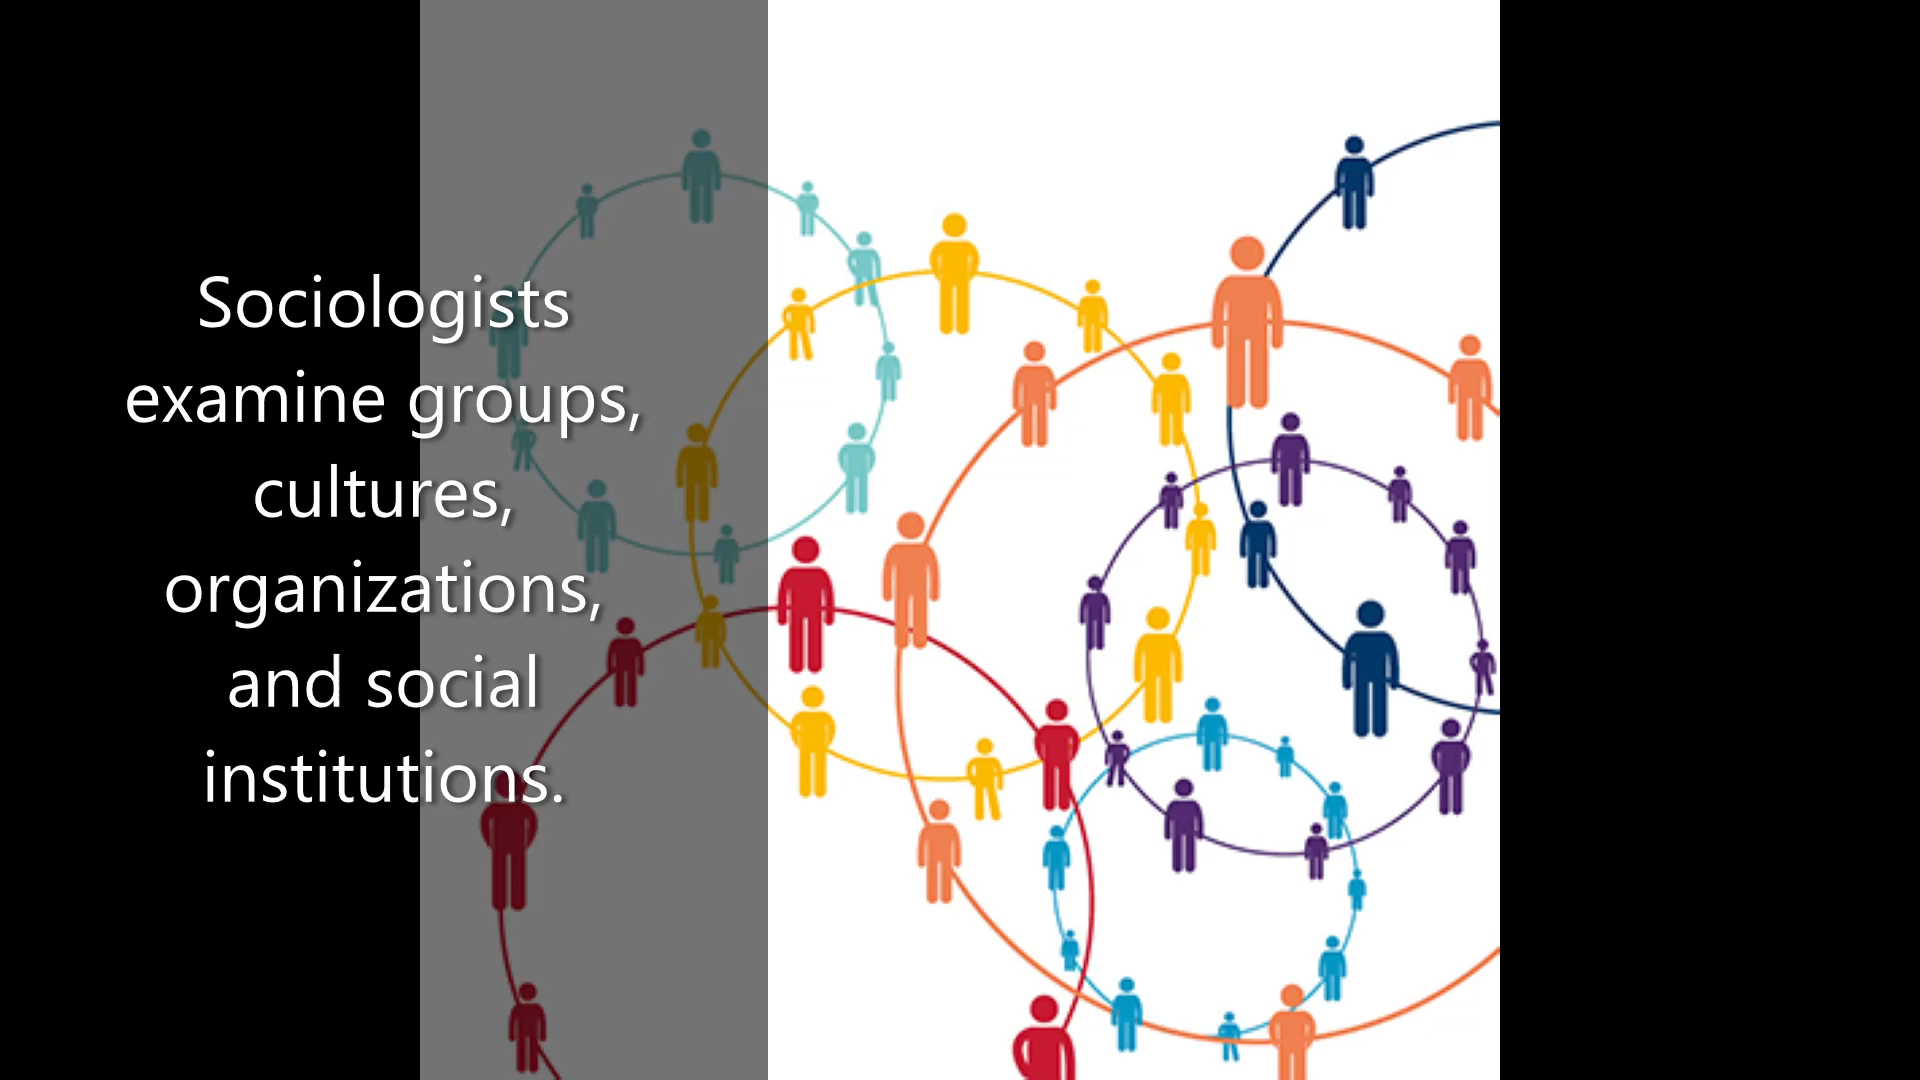 Sociologists
examine groups,
cultures,
organizations,
and social
institutions.